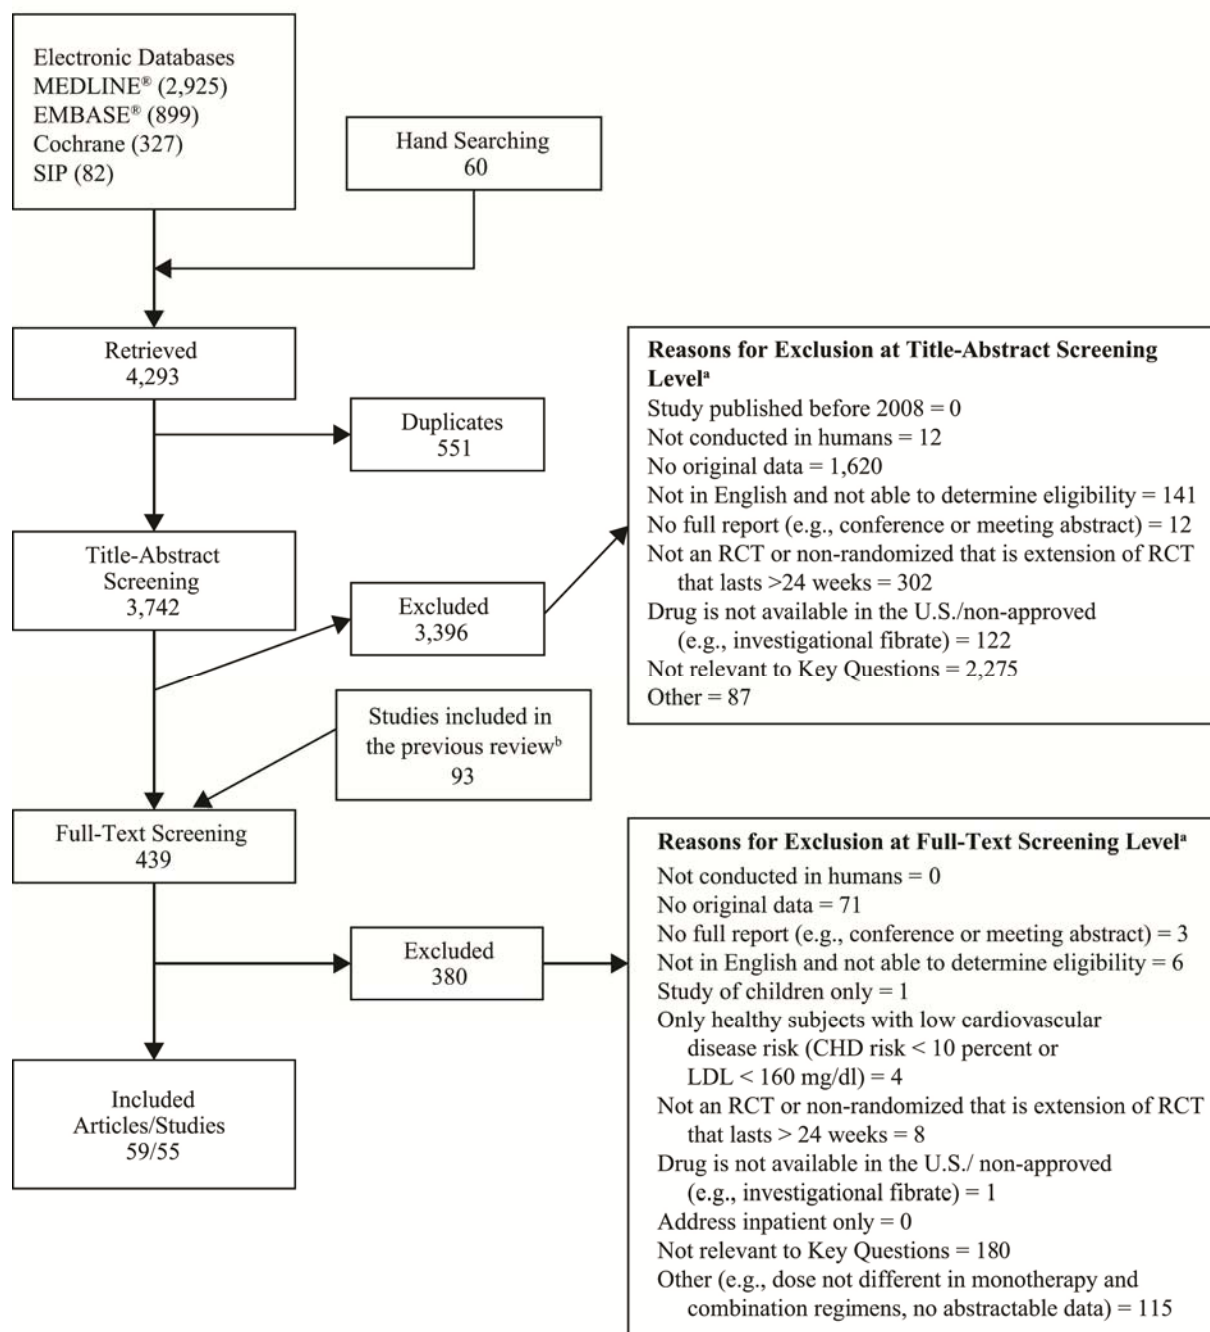 Electronic Databases
MEDLINE® (2,925)
EMBASE® (899)
Cochrane (327)
SIP (82)
Hand Searching
60
Retrieved
4,293
Duplicates
551
Title-Abstract
Screening
3,742
Excluded
3,396
Reasons for Exclusion at Title-Abstract Screening
Levelᵃ
Study published before 2008 = 0
Not conducted in humans = 12
No original data = 1,620
Not in English and not able to determine eligibility = 141
No full report (e.g., conference or meeting abstract) = 12
Not an RCT or non-randomized that is extension of RCT
that lasts >24 weeks = 302
Drug is not available in the U.S./non-approved
(e.g., investigational fibrate) = 122
Not relevant to Key Questions = 2,275
Other = 87
Studies included in
the previous reviewᵇ
93
Full-Text Screening
439
Excluded
380
Reasons for Exclusion at Full-Text Screening Levelᵃ
Not conducted in humans = 0
No original data = 71
No full report (e.g., conference or meeting abstract) = 3
Not in English and not able to determine eligibility = 6
Study of children only = 1
Only healthy subjects with low cardiovascular
disease risk (CHD risk < 10 percent or
LDL < 160 mg/dl) = 4
Not an RCT or non-randomized that is extension of RCT
that lasts > 24 weeks = 8
Drug is not available in the U.S./ non-approved
(e.g., investigational fibrate) = 1
Address inpatient only = 0
Not relevant to Key Questions = 180
Other (e.g., dose not different in monotherapy and
combination regimens, no abstractable data) = 115
Included
Articles/Studies
59/55